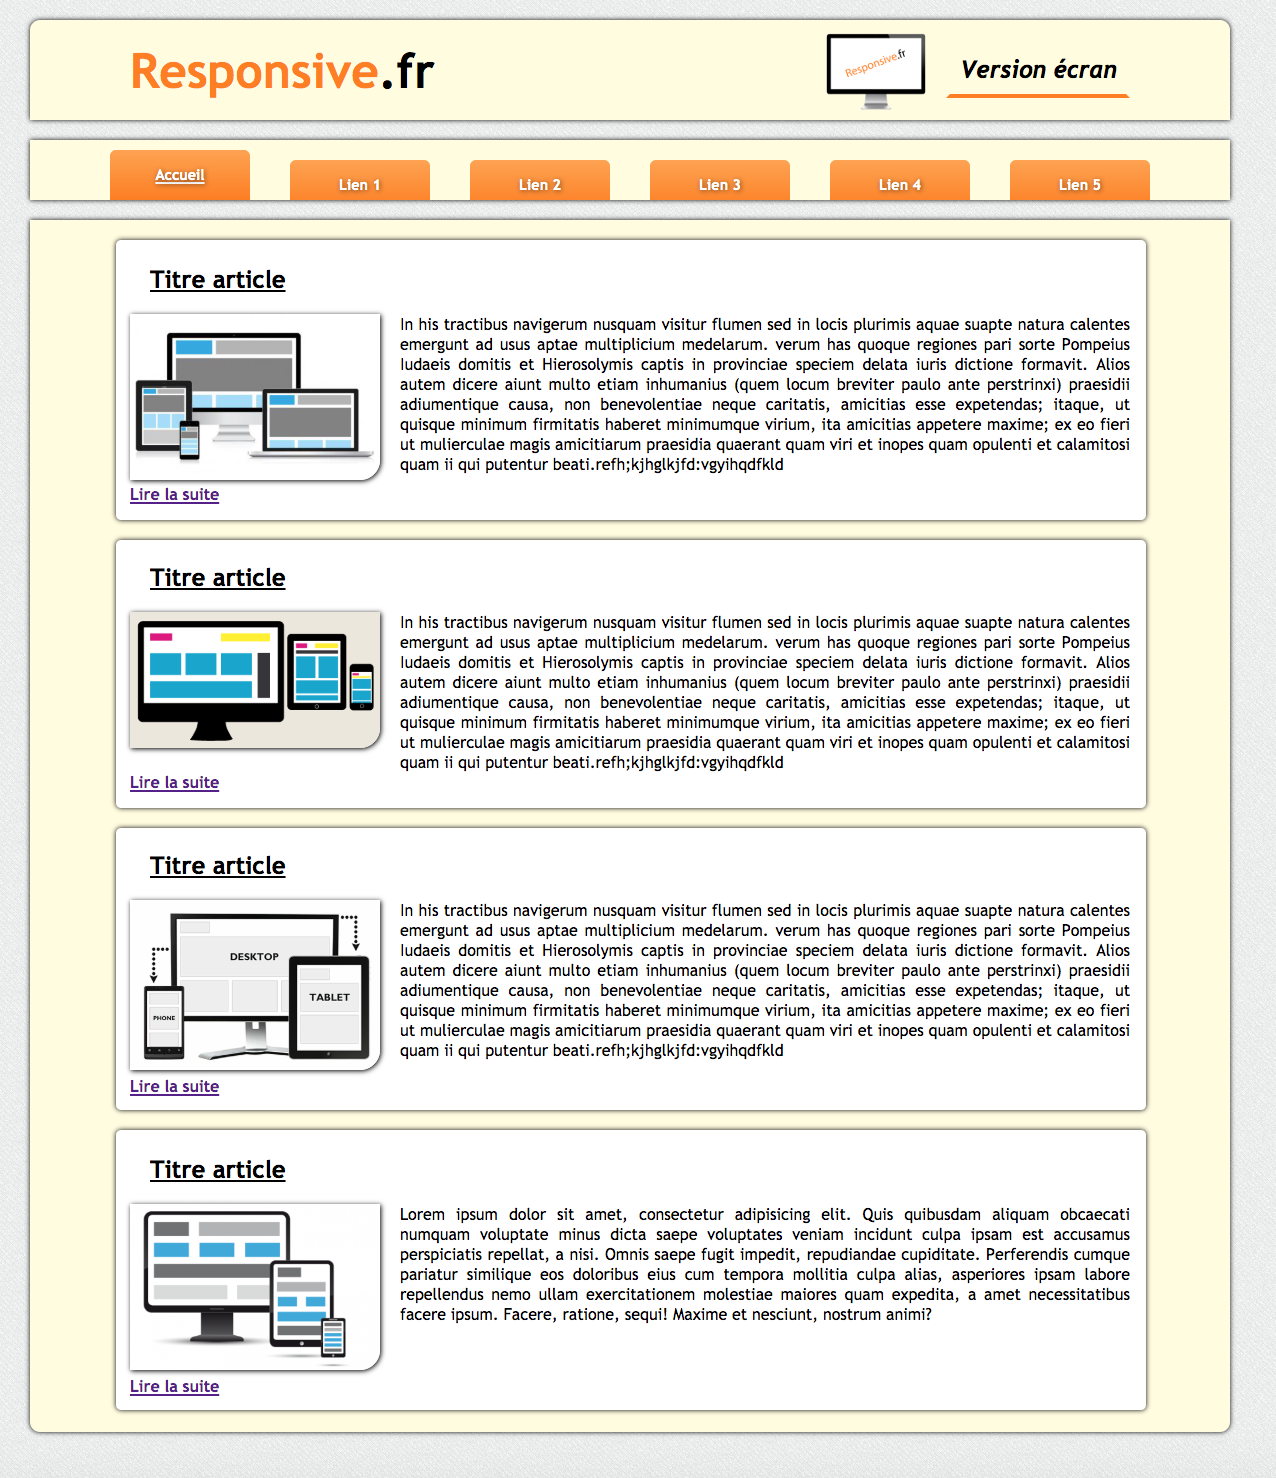 Responsive.fr
Responsive.fr
Version écran
Accueil
Lien 1
Lien 2
Lien 3
Lien 4
Lien 5
Titre article
In his tractibus navigerum nusquam visitur flumen sed in locis plurimis aquae suapte natura calentes
emergunt ad usus aptae multiplicium medelarum. verum has quoque regiones pari sorte Pompeius
Iudaeis domitis et Hierosolymis captis in provinciae speciem delata iuris dictione formavit. Alios
autem dicere aiunt multo etiam inhumanius (quem locum breviter paulo ante perstrinxi) praesidii
adiumentique causa, non benevolentiae neque caritatis, amicitias esse expetendas; itaque, ut
quisque minimum firmitatis haberet minimumque virium, ita amicitias appetere maxime; ex eo fieri
ut mulierculae magis amicitiarum praesidia quaerant quam viri et inopes quam opulenti et calamitosi
quam ii qui putentur beati.refh;kjhglkjfd:vgyihqdfkld
Lire la suite
Titre article
In his tractibus navigerum nusquam visitur flumen sed in locis plurimis aquae suapte natura calentes
emergunt ad usus aptae multiplicium medelarum. verum has quoque regiones pari sorte Pompeius
Iudaeis domitis et Hierosolymis captis in provinciae speciem delata iuris dictione formavit. Alios
autem dicere aiunt multo etiam inhumanius (quem locum breviter paulo ante perstrinxi) praesidii
adiumentique causa, non benevolentiae neque caritatis, amicitias esse expetendas; itaque, ut
quisque minimum firmitatis haberet minimumque virium, ita amicitias appetere maxime; ex eo fieri
ut mulierculae magis amicitiarum praesidia quaerant quam viri et inopes quam opulenti et calamitosi
quam ii qui putentur beati.refh;kjhglkjfd:vgyihqdfkld
Lire la suite
Titre article
DESKTOP
TABLET
PHONE
In his tractibus navigerum nusquam visitur flumen sed in locis plurimis aquae suapte natura calentes
emergunt ad usus aptae multiplicium medelarum. verum has quoque regiones pari sorte Pompeius
Iudaeis domitis et Hierosolymis captis in provinciae speciem delata iuris dictione formavit. Alios
autem dicere aiunt multo etiam inhumanius (quem locum breviter paulo ante perstrinxi) praesidii
adiumentique causa, non benevolentiae neque caritatis, amicitias esse expetendas; itaque, ut
quisque minimum firmitatis haberet minimumque virium, ita amicitias appetere maxime; ex eo fieri
ut mulierculae magis amicitiarum praesidia quaerant quam viri et inopes quam opulenti et calamitosi
quam ii qui putentur beati.refh;kjhglkjfd:vgyihqdfkld
Lire la suite
Titre article
Lorem ipsum dolor sit amet, consectetur adipisicing elit. Quis quibusdam aliquam obcaecati
numquam voluptate minus dicta saepe voluptates veniam incidunt culpa ipsam est accusamus
perspiciatis repellat, a nisi. Omnis saepe fugit impedit, repudiandae cupiditate. Perferendis cumque
pariatur similique eos doloribus eius cum tempora mollitia culpa alias, asperiores ipsam labore
repellendus nemo ullam exercitationem molestiae maiores quam expedita, a amet necessitatibus
facere ipsum. Facere, ratione, sequi! Maxime et nesciunt, nostrum animi?
Lire la suite